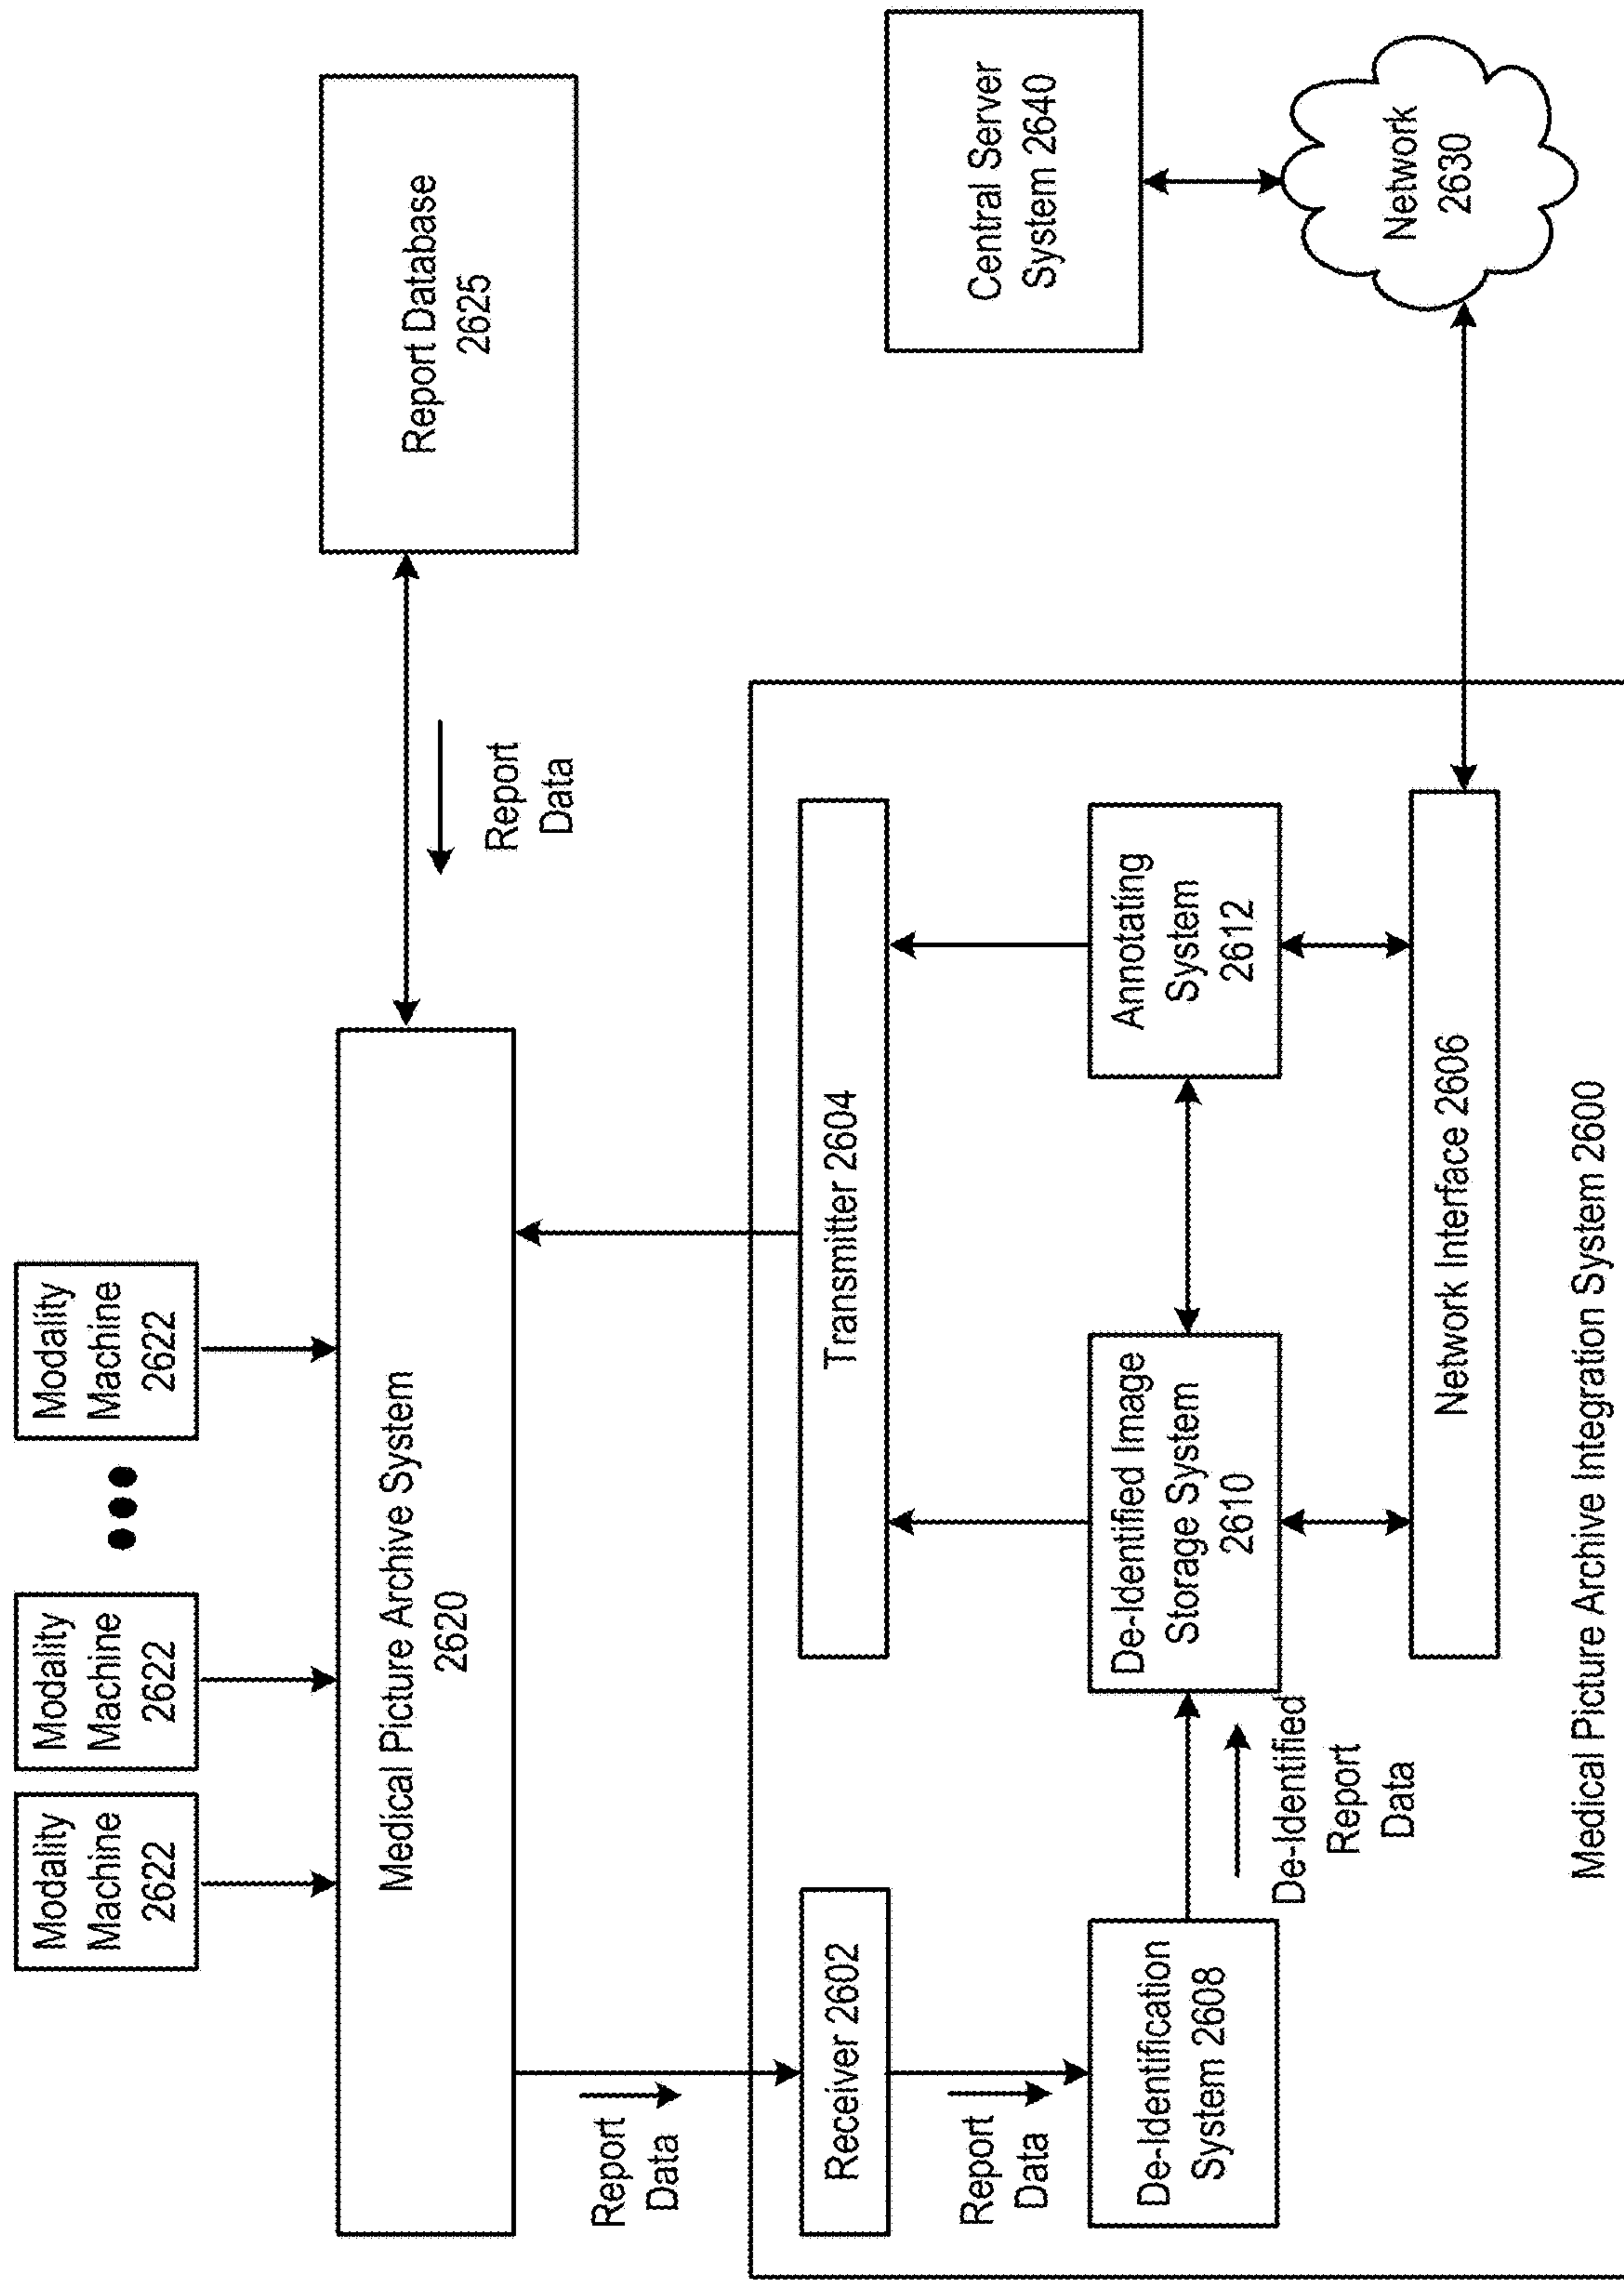 Modality
Machine
2622
Modality
Machine
2622
Modality
Machine
2622
Medical Picture Archive System
2620
Report Database
2625
Report
Data
Report
Data
Receiver 2602
Transmitter 2604
Report
Data
De-Identification
System 2608
De-Identified
Report
Data
De-Identified Image
Storage System
2610
Annotating
System
2612
Network Interface 2606
Medical Picture Archive Integration System 2600
Central Server
System 2640
Network
2630